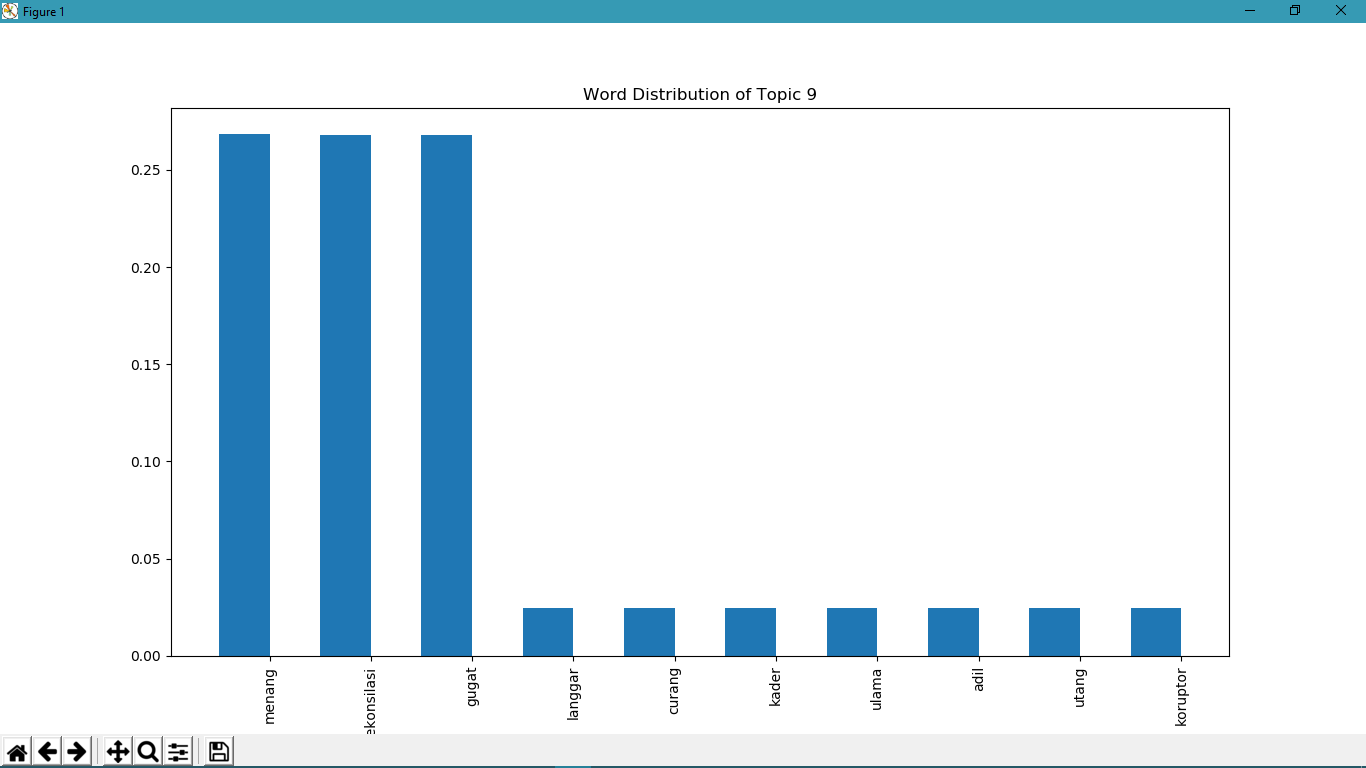 Figure 1
Word Distribution of Topic 9
0.25
0.20
0.15
0.10
0.05
0.00
menang
ekonsilasi
gugat
langgar
curang
kader
ulama
adil
utang
koruptor